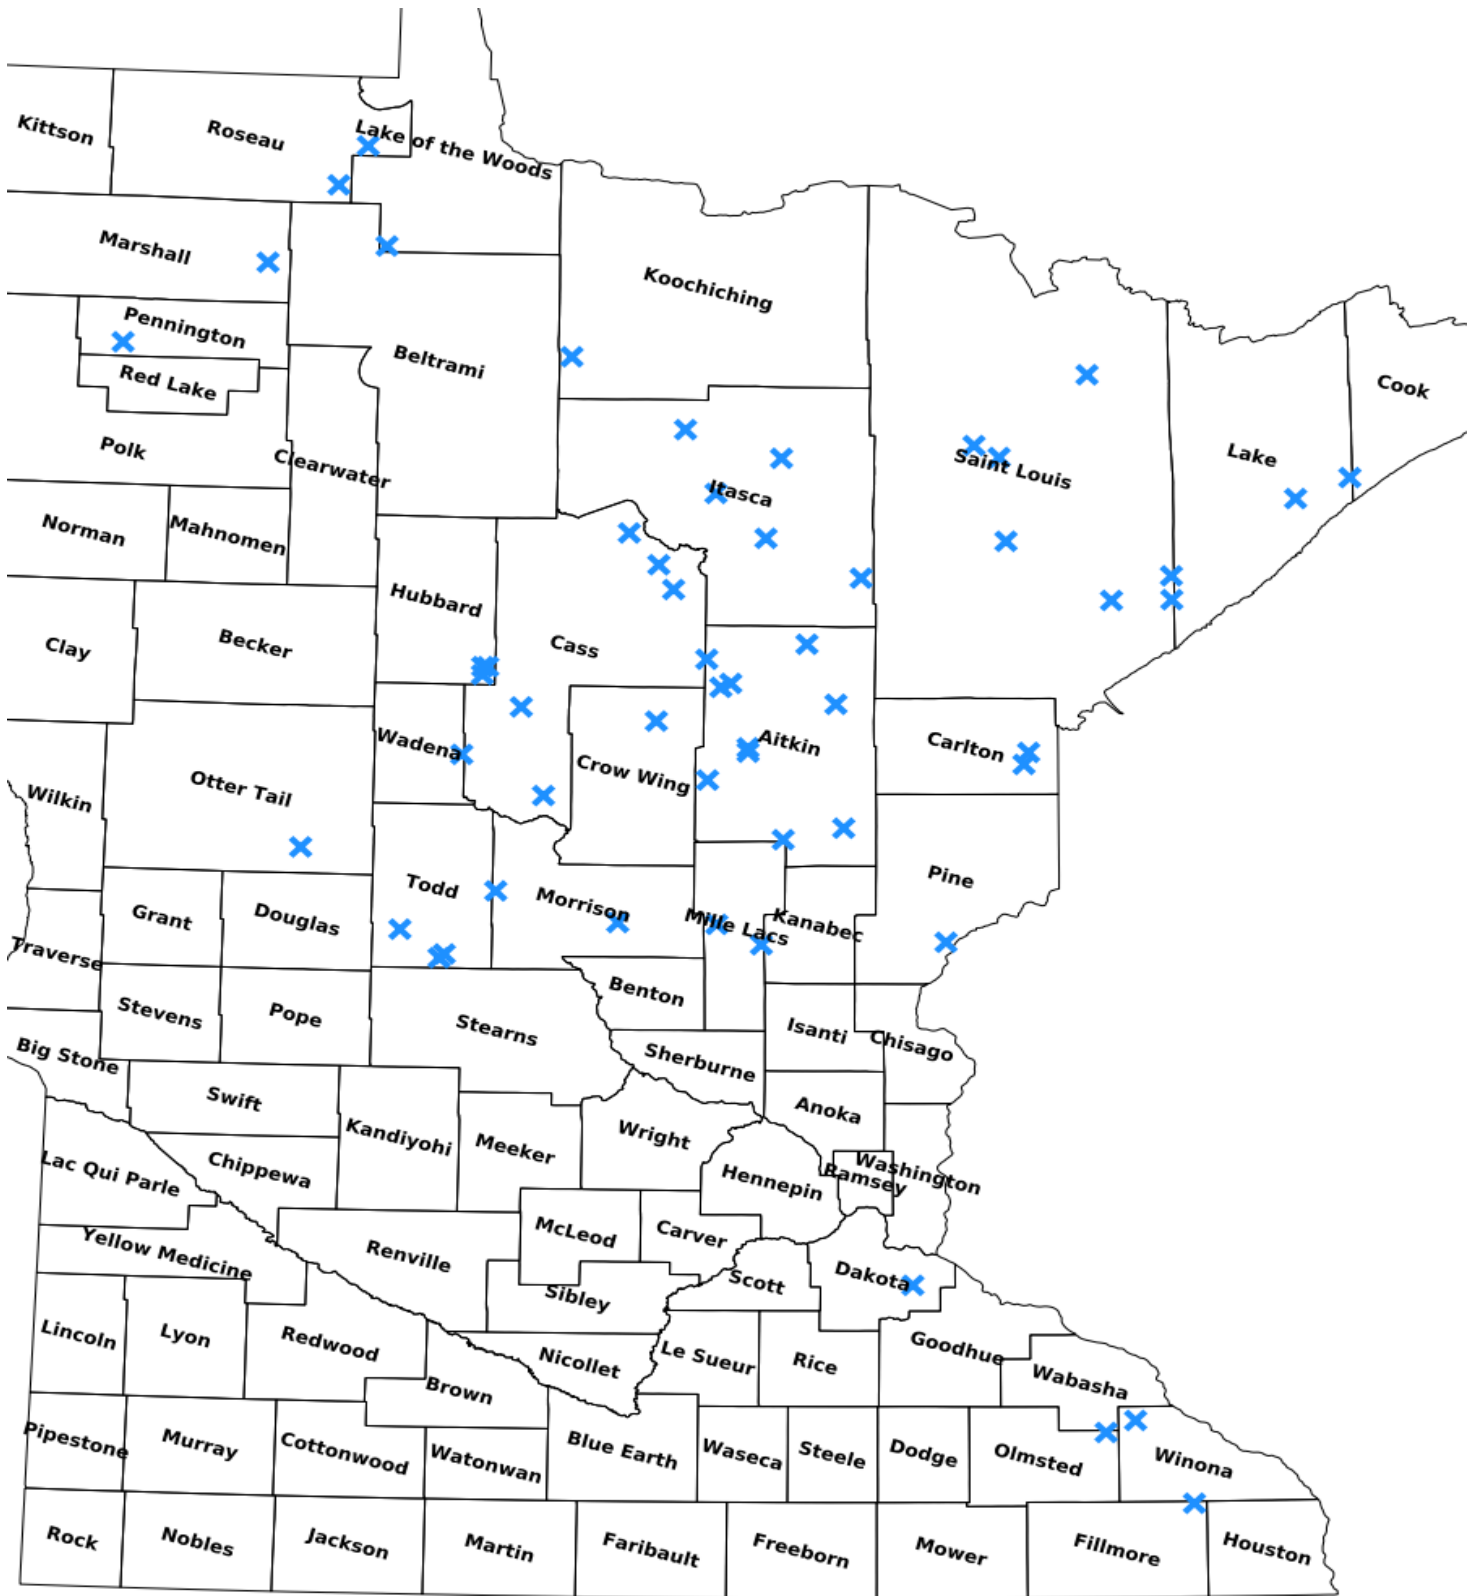 Kittson
Roseau
Lake of the Woods
Marshall
Koochiching
Pennington
Beltrami
Red Lake
Cook
Polk
Clearwater
Lake
Saint Louis
Itasca
Norman
Mahnomen
Hubbard
Clay
Becker
Cass
Wadena
Aitkin
Carlton
Crow Wing
Otter Tail
Wilkin
Todd
Morrison
Pine
Grant
Douglas
Mille Lacs
Kanabec
Traverse
Stevens
Pope
Stearns
Benton
Isanti
Chisago
Big Stone
Sherburne
Swift
Anoka
Kandiyohi
Meeker
Wright
Lac Qui Parle
Chippewa
Hennepin
Ramsey
Washington
Yellow Medicine
Renville
McLeod
Carver
Scott
Dakota
Sibley
Lincoln
Lyon
Redwood
Nicollet
Le Sueur
Rice
Goodhue
Wabasha
Brown
Pipestone
Murray
Cottonwood
Watonwan
Blue Earth
Waseca
Steele
Dodge
Olmsted
Winona
Rock
Nobles
Jackson
Martin
Faribault
Freeborn
Mower
Fillmore
Houston